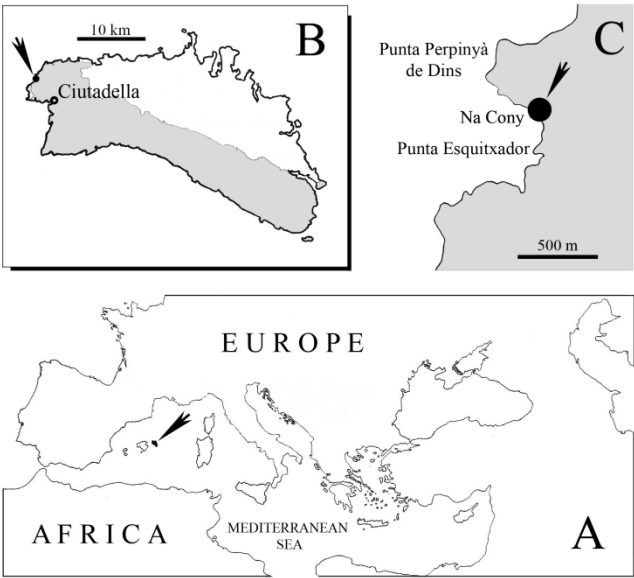 10 km
B
Ciutadella
C
Punta Perpinyà
de Dins
Na Cony
Punta Esquitxador
500 m
EUROPE
AFRICA
MEDITERRANEAN
SEA
A